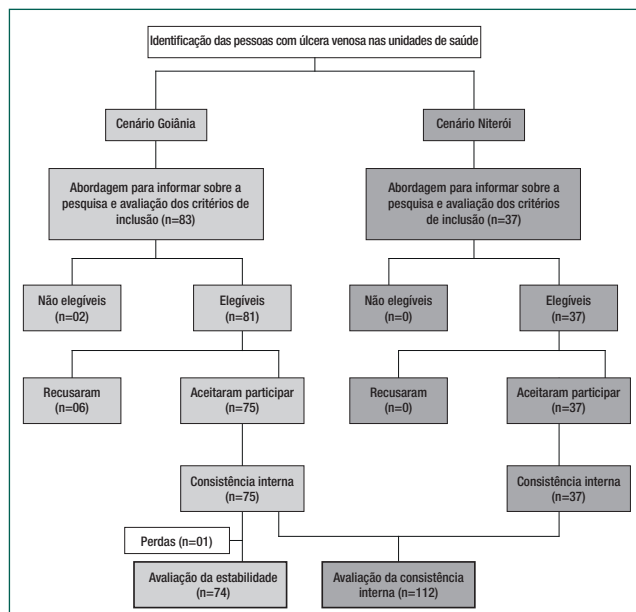 Identificação das pessoas com úlcera venosa nas unidades de saúde
Cenário Goiânia
Cenário Niterói
Abordagem para informar sobre a
pesquisa e avaliação dos critérios de
inclusão (n=83)
Abordagem para informar sobre a
pesquisa e avaliação dos critérios
de inclusão (n=37)
Não elegíveis
(n=02)
Elegíveis
(n=81)
Não elegíveis
(n=0)
Elegíveis
(n=37)
Recusaram
(n=06)
Aceitaram participar
(n=75)
Recusaram
(n=0)
Aceitaram participar
(n=37)
Consistência interna
(n=75)
Consistência interna
(n=37)
Perdas (n=01)
Avaliação da estabilidade
(n=74)
Avaliação da consistência
interna (n=112)